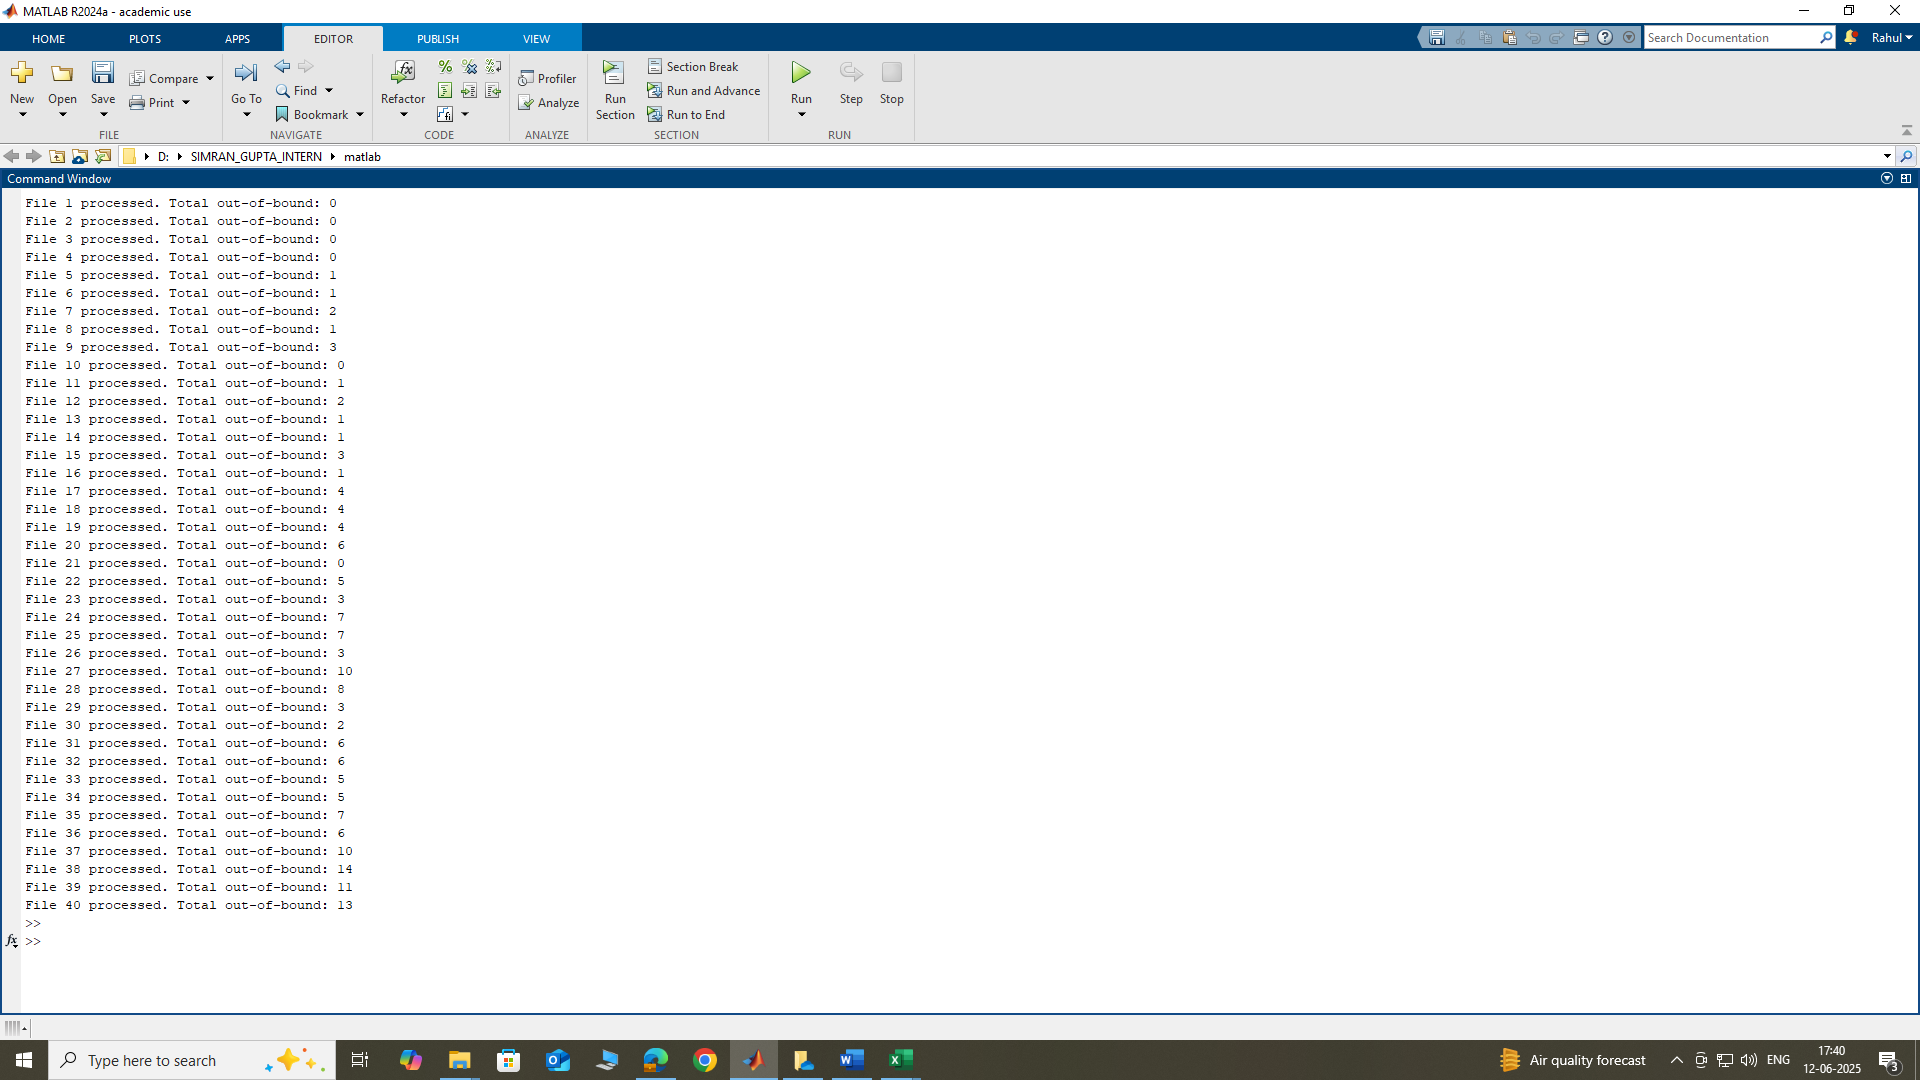 MATLAB R2024a - academic use
HOME PLOTS APPS EDITOR PUBLISH VIEW Search Documentation Rahul
New Open Save Compare Print Go To Find Bookmark Refactor fi Profiler Analyze Run Section Section Break Run and Advance Run to End Run Step Stop
FILE NAVIGATE CODE ANALYZE SECTION RUN
D: SIMRAN_GUPTA_INTERN matlab
Command Window
File 1 processed. Total out-of-bound: 0
File 2 processed. Total out-of-bound: 0
File 3 processed. Total out-of-bound: 0
File 4 processed. Total out-of-bound: 0
File 5 processed. Total out-of-bound: 1
File 6 processed. Total out-of-bound: 1
File 7 processed. Total out-of-bound: 2
File 8 processed. Total out-of-bound: 1
File 9 processed. Total out-of-bound: 3
File 10 processed. Total out-of-bound: 0
File 11 processed. Total out-of-bound: 1
File 12 processed. Total out-of-bound: 2
File 13 processed. Total out-of-bound: 1
File 14 processed. Total out-of-bound: 1
File 15 processed. Total out-of-bound: 3
File 16 processed. Total out-of-bound: 1
File 17 processed. Total out-of-bound: 4
File 18 processed. Total out-of-bound: 4
File 19 processed. Total out-of-bound: 4
File 20 processed. Total out-of-bound: 6
File 21 processed. Total out-of-bound: 0
File 22 processed. Total out-of-bound: 5
File 23 processed. Total out-of-bound: 3
File 24 processed. Total out-of-bound: 7
File 25 processed. Total out-of-bound: 7
File 26 processed. Total out-of-bound: 3
File 27 processed. Total out-of-bound: 10
File 28 processed. Total out-of-bound: 8
File 29 processed. Total out-of-bound: 3
File 30 processed. Total out-of-bound: 2
File 31 processed. Total out-of-bound: 6
File 32 processed. Total out-of-bound: 6
File 33 processed. Total out-of-bound: 5
File 34 processed. Total out-of-bound: 5
File 35 processed. Total out-of-bound: 7
File 36 processed. Total out-of-bound: 6
File 37 processed. Total out-of-bound: 10
File 38 processed. Total out-of-bound: 14
File 39 processed. Total out-of-bound: 11
File 40 processed. Total out-of-bound: 13
>>
fx >>
Type here to search Air quality forecast ENG 17:40
12-06-2025 3